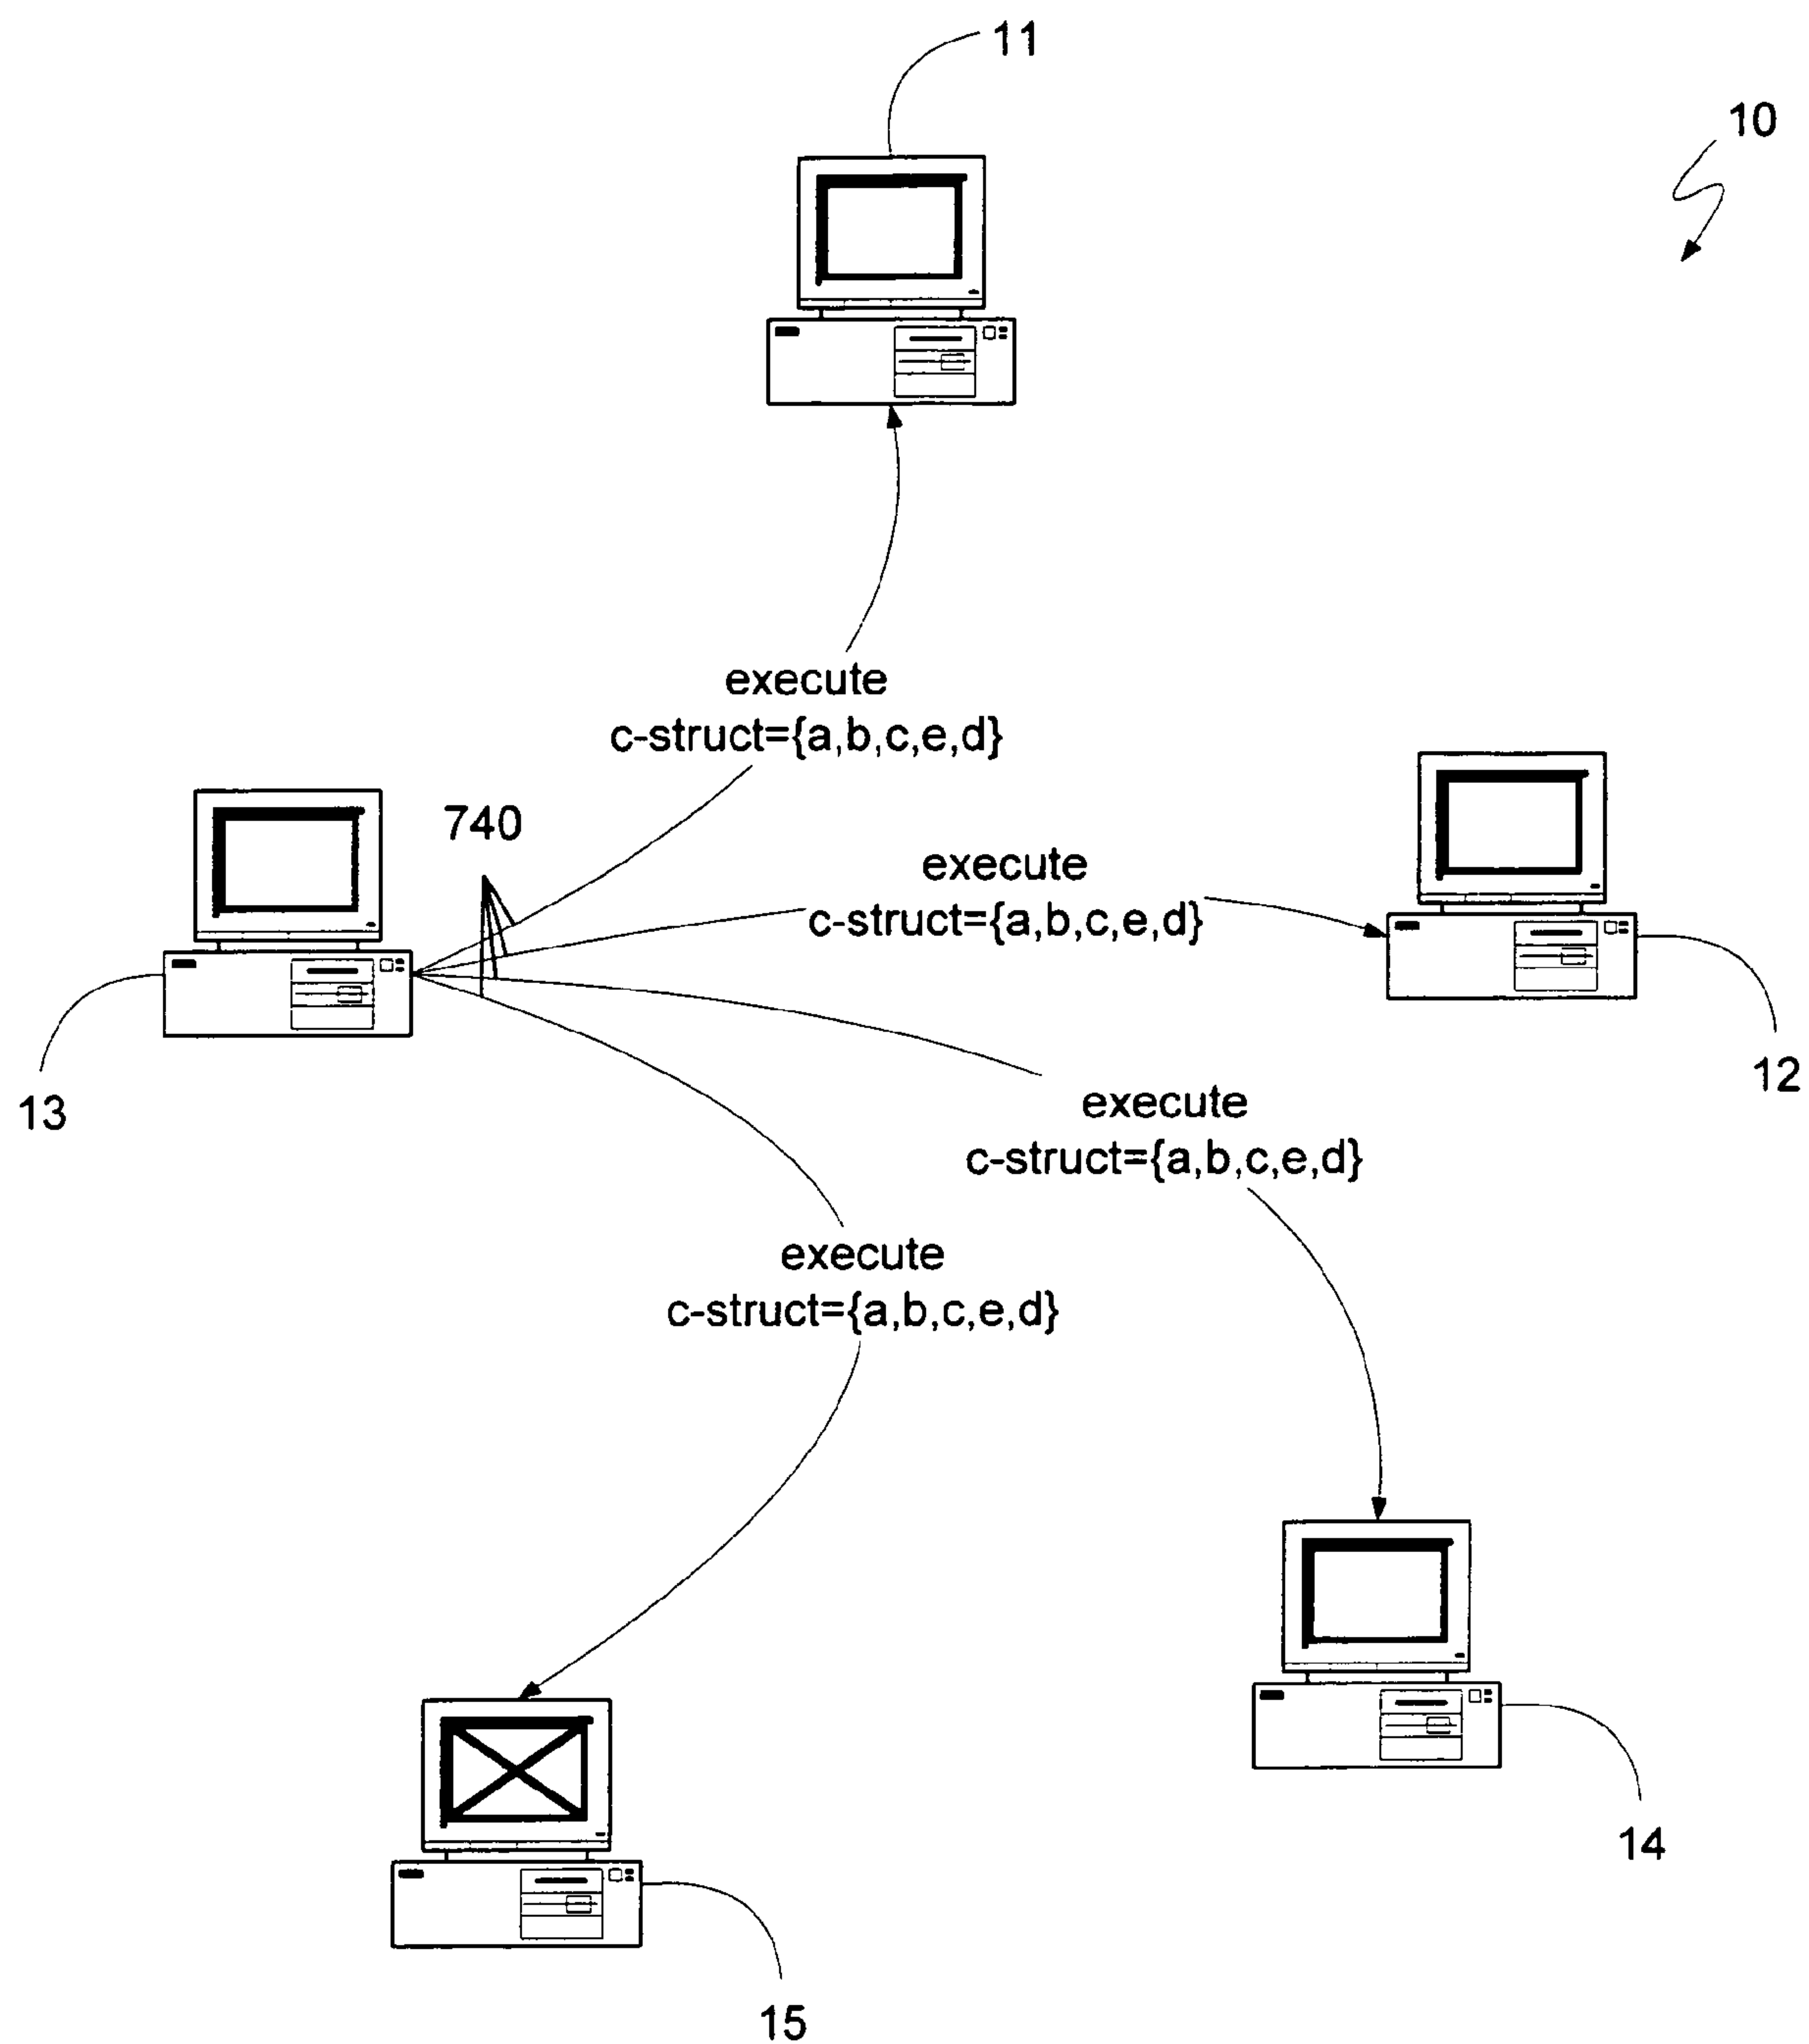 11
10
execute
c-struct={a,b,c,e,d}
740
execute
c-struct={a,b,c,e,d}
12
13
execute
c-struct={a,b,c,e,d}
execute
c-struct={a,b,c,e,d}
14
15